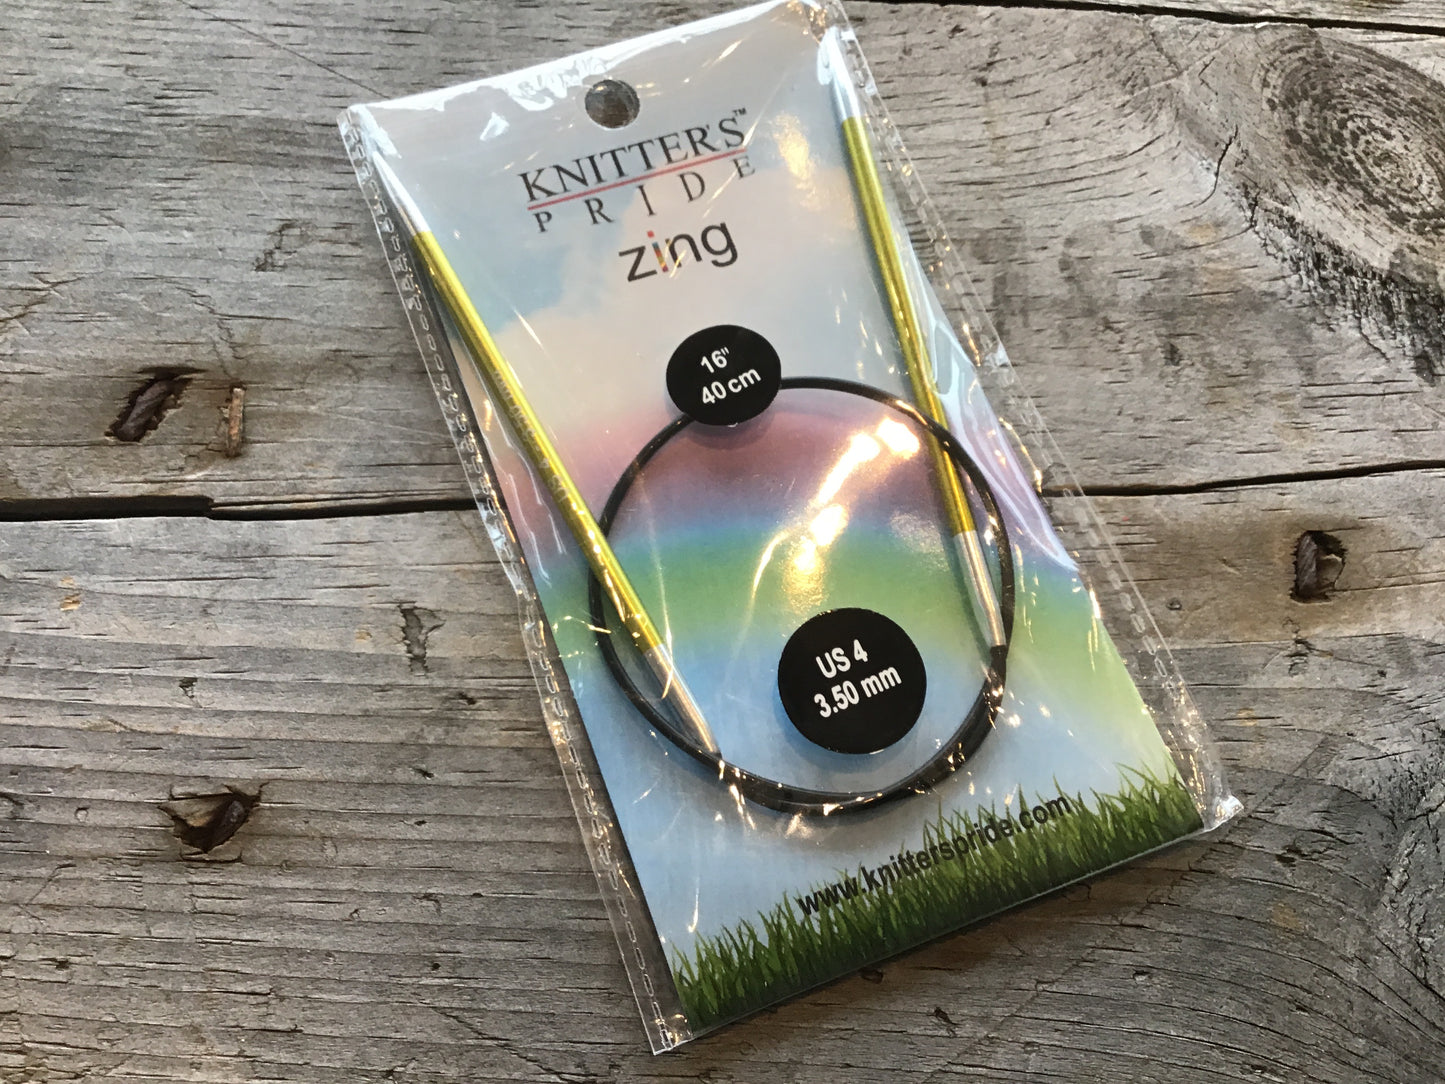 KNITTER'S™
PRIDE
zing
16"
40 cm
US 4
3.50 mm
www.knitterspride.com